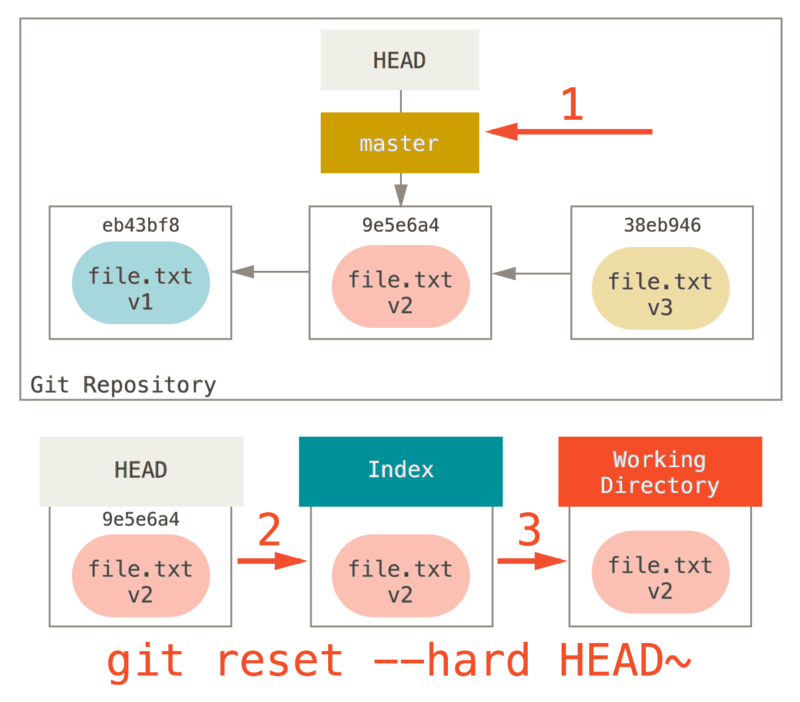 HEAD
1
master
eb43bf8
9e5e6a4
38eb946
file.txt
v1
file.txt
v2
file.txt
v3
Git Repository
HEAD
Index
Working
Directory
9e5e6a4
file.txt
v2
2
file.txt
v2
3
file.txt
v2
git reset --hard HEAD~